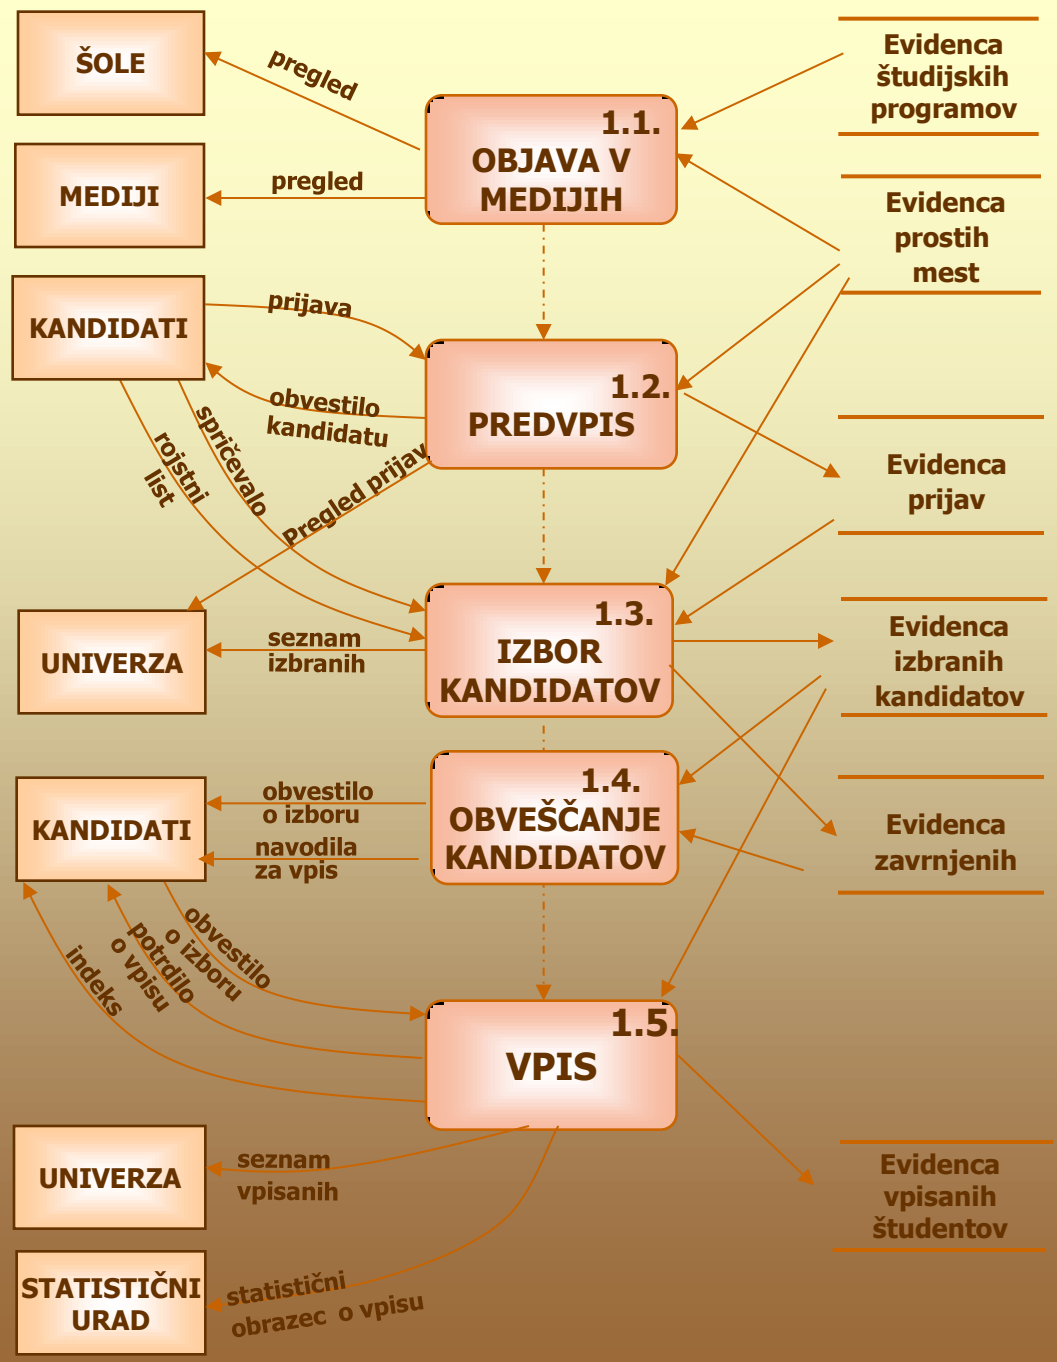 ŠOLE
pregled
1.1.
OBJAVA V
MEDIJIH
Evidenca
študijskih
programov
MEDIJI
pregled
Evidenca
prostih
mest
KANDIDATI
prijava
obvestilo
kandidatu
1.2.
PREDVPIS
spričevalo
rojstni
list
Pregled prijav
Evidenca
prijav
UNIVERZA
seznam
izbranih
1.3.
IZBOR
KANDIDATOV
Evidenca
izbranih
kandidatov
KANDIDATI
obvestilo
o izboru
navodila
za vpis
1.4.
OBVEŠČANJE
KANDIDATOV
Evidenca
zavrnjenih
obvestilo
o izboru
potrdilo
o vpisu
indeks
1.5.
VPIS
UNIVERZA
seznam
vpisanih
Evidenca
vpisanih
študentov
STATISTIČNI
URAD
statistični
obrazec o vpisu